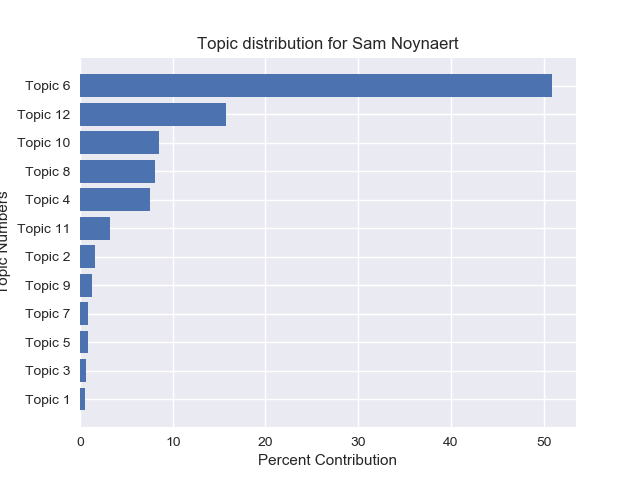 Topic distribution for Sam Noynaert
Topic 6
Topic 12
Topic 10
Topic 8
Topic 4
Topic 11
Topic 2
Topic 9
Topic 7
Topic 5
Topic 3
Topic 1
Topic Numbers
0 10 20 30 40 50
Percent Contribution